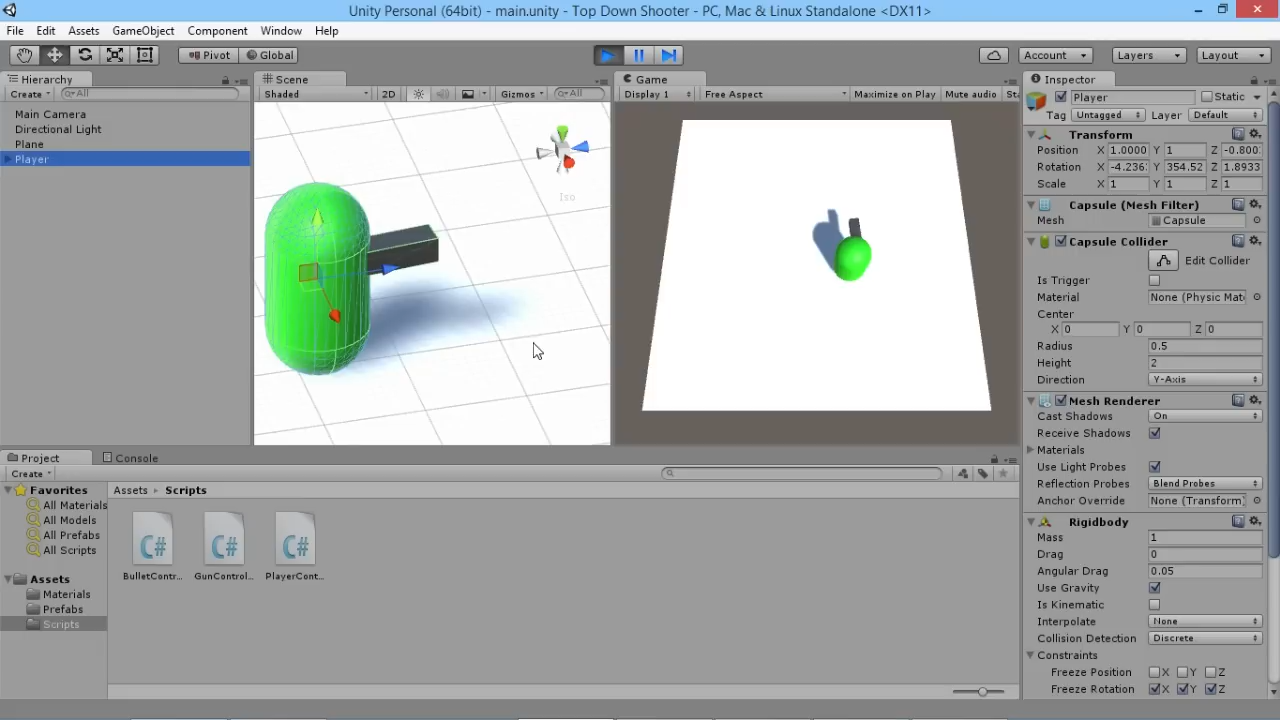 Unity Personal (64bit) - main.unity - Top Down Shooter - PC, Mac & Linux Standalone <DX11>
File Edit Assets GameObject Component Window Help
Pivot Global Account Layers Layout
Hierarchy
Create All
Main Camera
Directional Light
Plane
Player
Scene
Shaded 2D Gizmos All
Iso
Game
Display 1 Free Aspect Maximize on Play Mute audio St
Inspector
Player Static
Tag Untagged Layer Default
Transform
Position X 1.0000 Y 1 Z -0.800
Rotation X -4.236 Y 354.52 Z 1.8933
Scale X 1 Y 1 Z 1
Capsule (Mesh Filter)
Mesh Capsule
Capsule Collider
Edit Collider
Is Trigger
Material None (Physic Mat
Center
X 0 Y 0 Z 0
Radius 0.5
Height 2
Direction Y-Axis
Mesh Renderer
Cast Shadows On
Receive Shadows
Materials
Use Light Probes
Reflection Probes Blend Probes
Anchor Override None (Transform)
Rigidbody
Mass 1
Drag 0
Angular Drag 0.05
Use Gravity
Is Kinematic
Interpolate None
Collision Detection Discrete
Constraints
Freeze Position X Y Z
Freeze Rotation X Y Z
Project Console
Create
Favorites
All Materials
All Models
All Prefabs
All Scripts
Assets
Materials
Prefabs
Scripts
Assets Scripts
BulletContr... GunControl... PlayerCont...